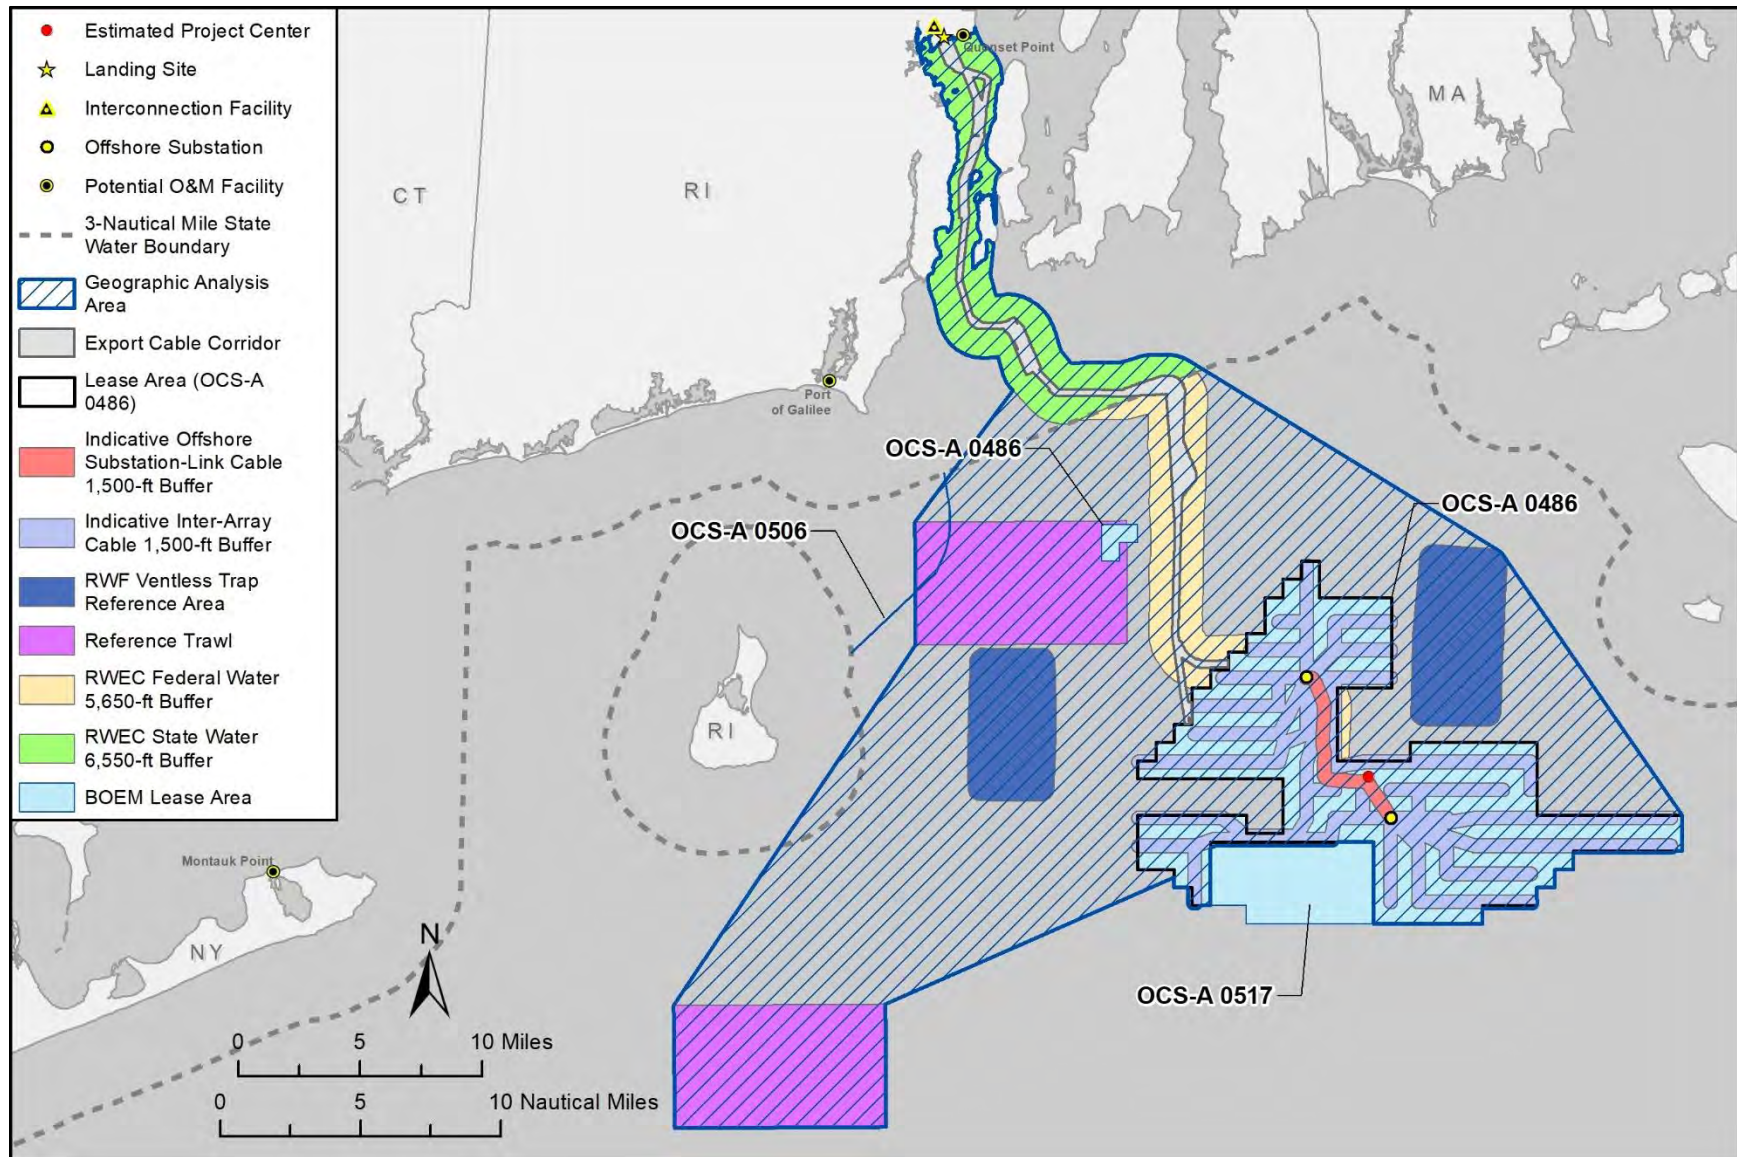 Estimated Project Center
Landing Site
Interconnection Facility
Offshore Substation
Potential O&M Facility
3-Nautical Mile State
Water Boundary
Geographic Analysis
Area
Export Cable Corridor
Lease Area (OCS-A
0486)
Indicative Offshore
Substation-Link Cable
1,500-ft Buffer
Indicative Inter-Array
Cable 1,500-ft Buffer
RWF Ventless Trap
Reference Area
Reference Trawl
RWEC Federal Water
5,650-ft Buffer
RWEC State Water
6,550-ft Buffer
BOEM Lease Area
Quonset Point
MA
CT
RI
Port
of Galilee
OCS-A 0486
OCS-A 0486
OCS-A 0506
RI
Montauk Point
NY
N
OCS-A 0517
0 5 10 Miles
0 5 10 Nautical Miles